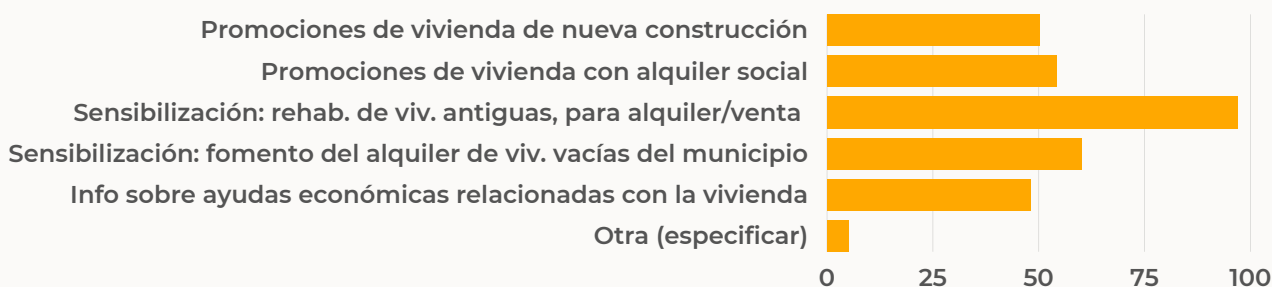 Promociones de vivienda de nueva construcción
Promociones de vivienda con alquiler social
Sensibilización: rehab. de viv. antiguas, para alquiler/venta
Sensibilización: fomento del alquiler de viv. vacías del municipio
Info sobre ayudas económicas relacionadas con la vivienda
Otra (especificar)
0 25 50 75 100